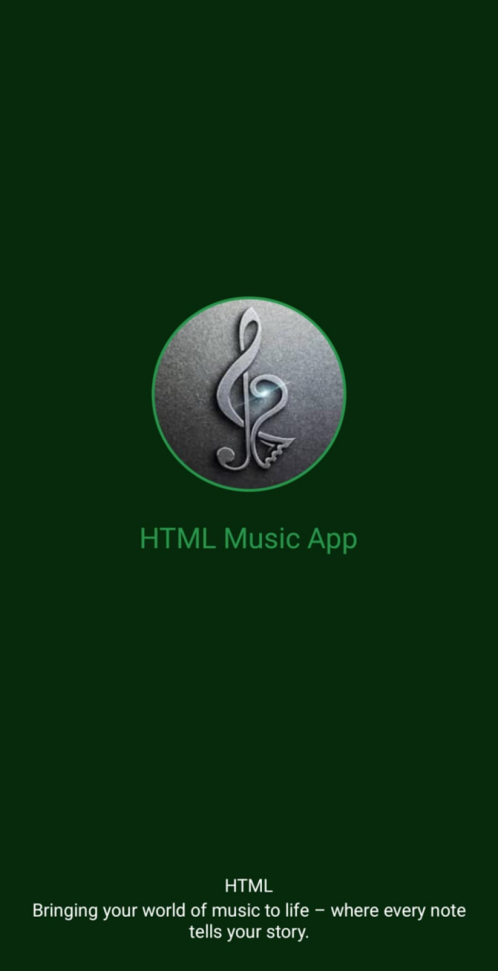 HTML Music App
HTML
Bringing your world of music to life – where every note
tells your story.